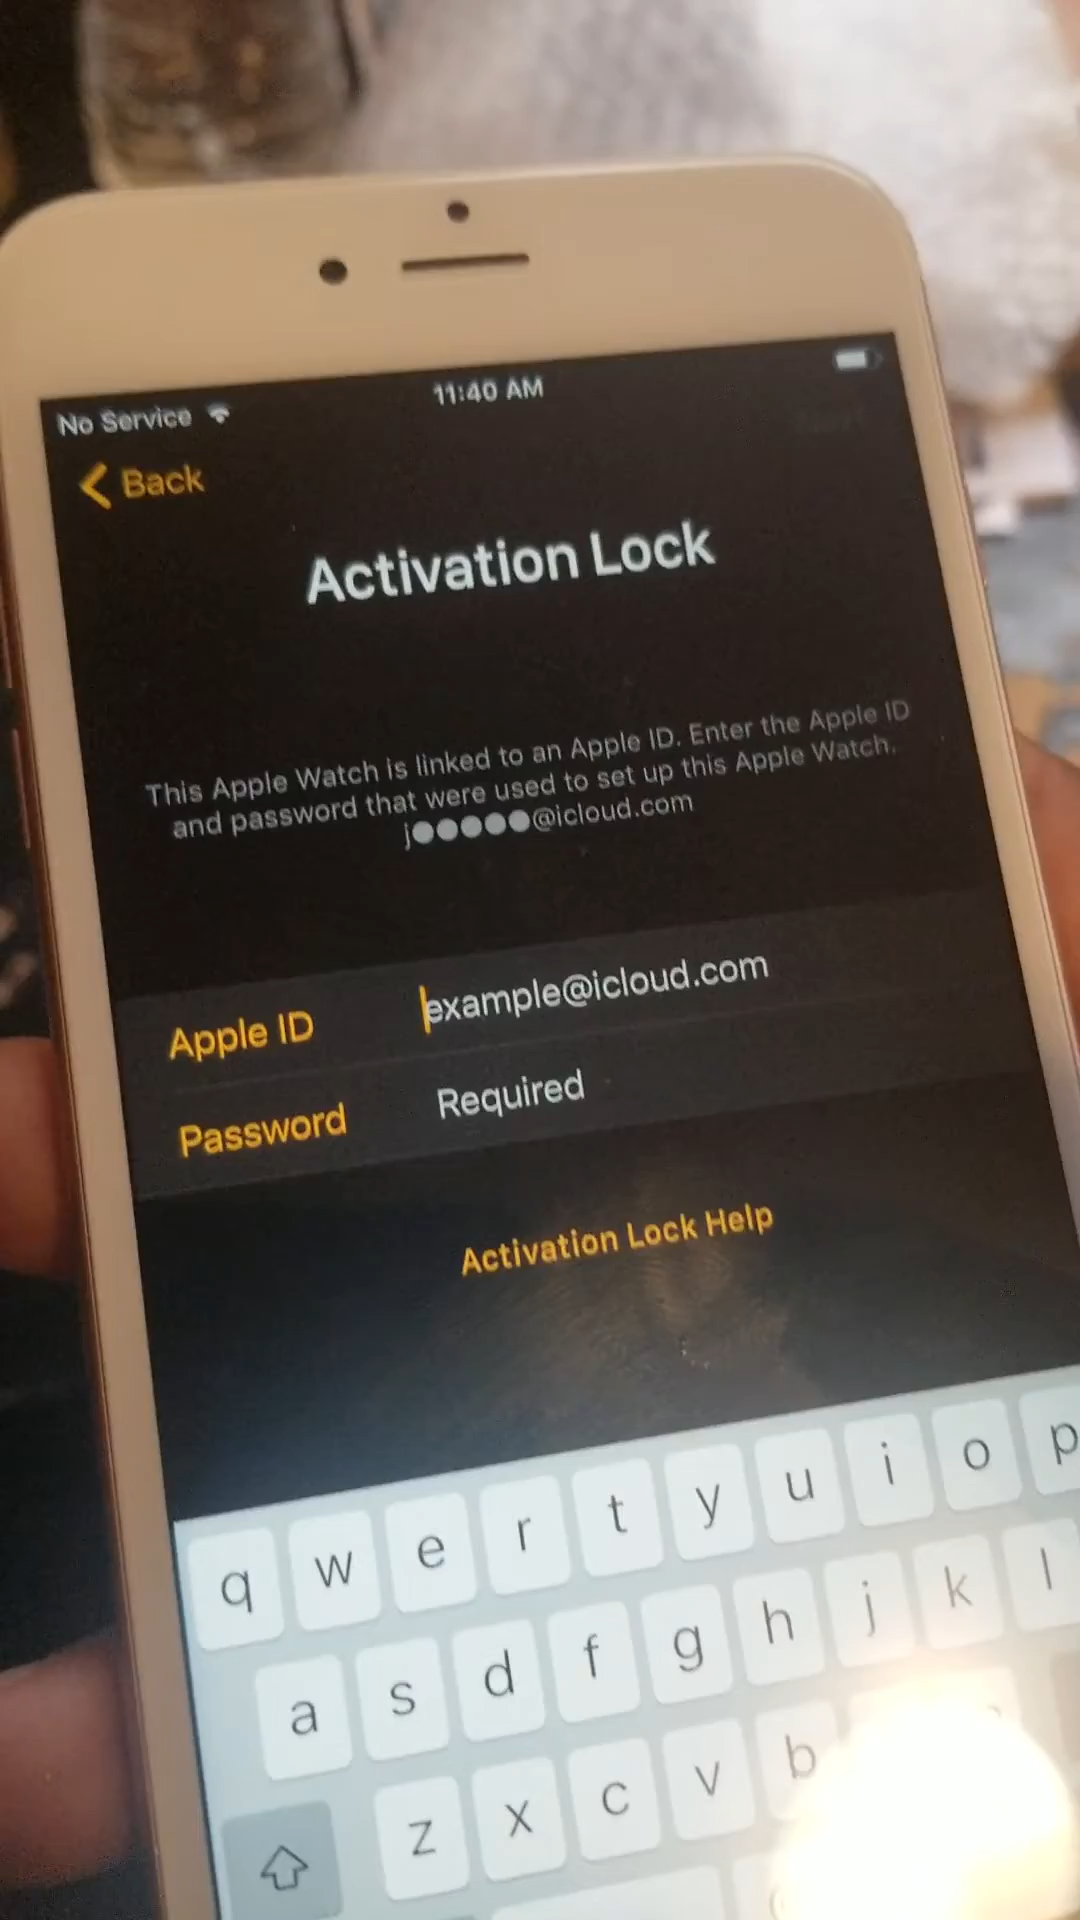 No Service
11:40 AM
Back
Activation Lock
This Apple Watch is linked to an Apple ID. Enter the Apple ID
and password that were used to set up this Apple Watch.
j●●●●●@icloud.com
Apple ID
example@icloud.com
Password
Required
Activation Lock Help
q w e r t y u i o p
a s d f g h j k l
z x c v b